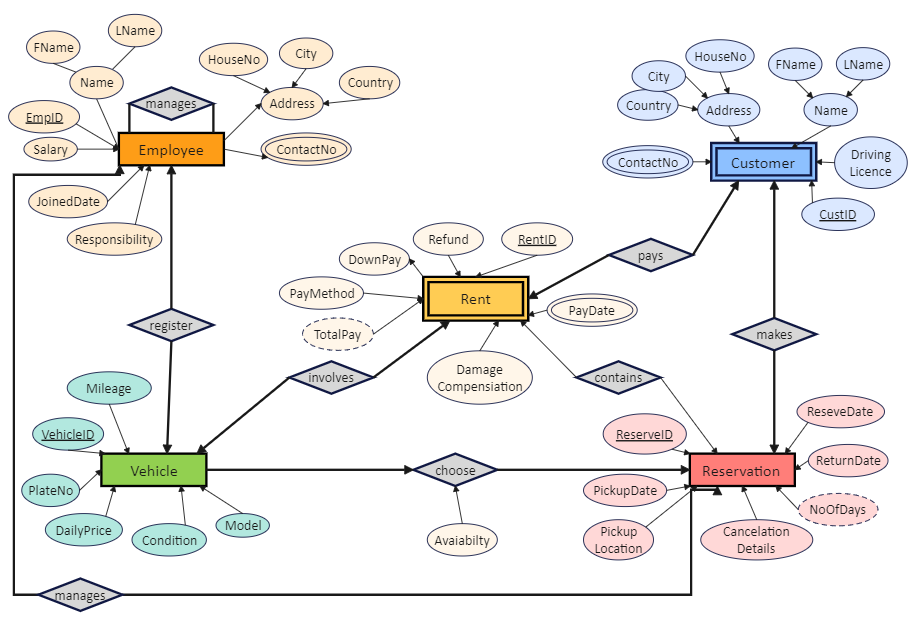 LName
FName
Name
manages
HouseNo
City
Country
Address
EmpID
Salary
Employee
ContactNo
JoinedDate
Responsibility
HouseNo
City
Country
Address
FName
LName
Name
ContactNo
Customer
Driving
Licence
CustID
Refund
RentID
DownPay
PayMethod
Rent
PayDate
TotalPay
pays
register
makes
involves
Damage
Compensiation
contains
Mileage
VehicleID
Vehicle
PlateNo
DailyPrice
Condition
Model
choose
Avaiabilty
ReseveDate
ReserveID
Reservation
ReturnDate
PickupDate
NoOfDays
Pickup
Location
Cancelation
Details
manages